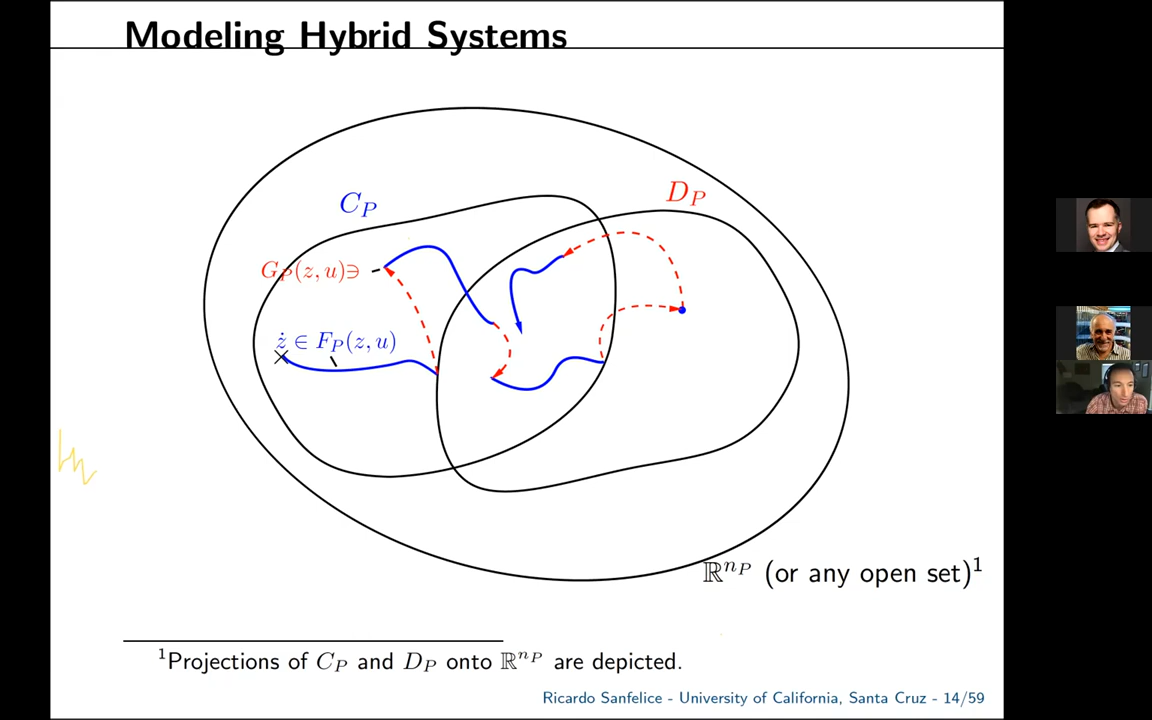 Modeling Hybrid Systems
C_P
D_P
G_P(z, u)∋
ż ∈ F_P(z, u)
ℝ^{n_P} (or any open set)¹
¹Projections of C_P and D_P onto ℝ^{n_P} are depicted.
Ricardo Sanfelice - University of California, Santa Cruz - 14/59